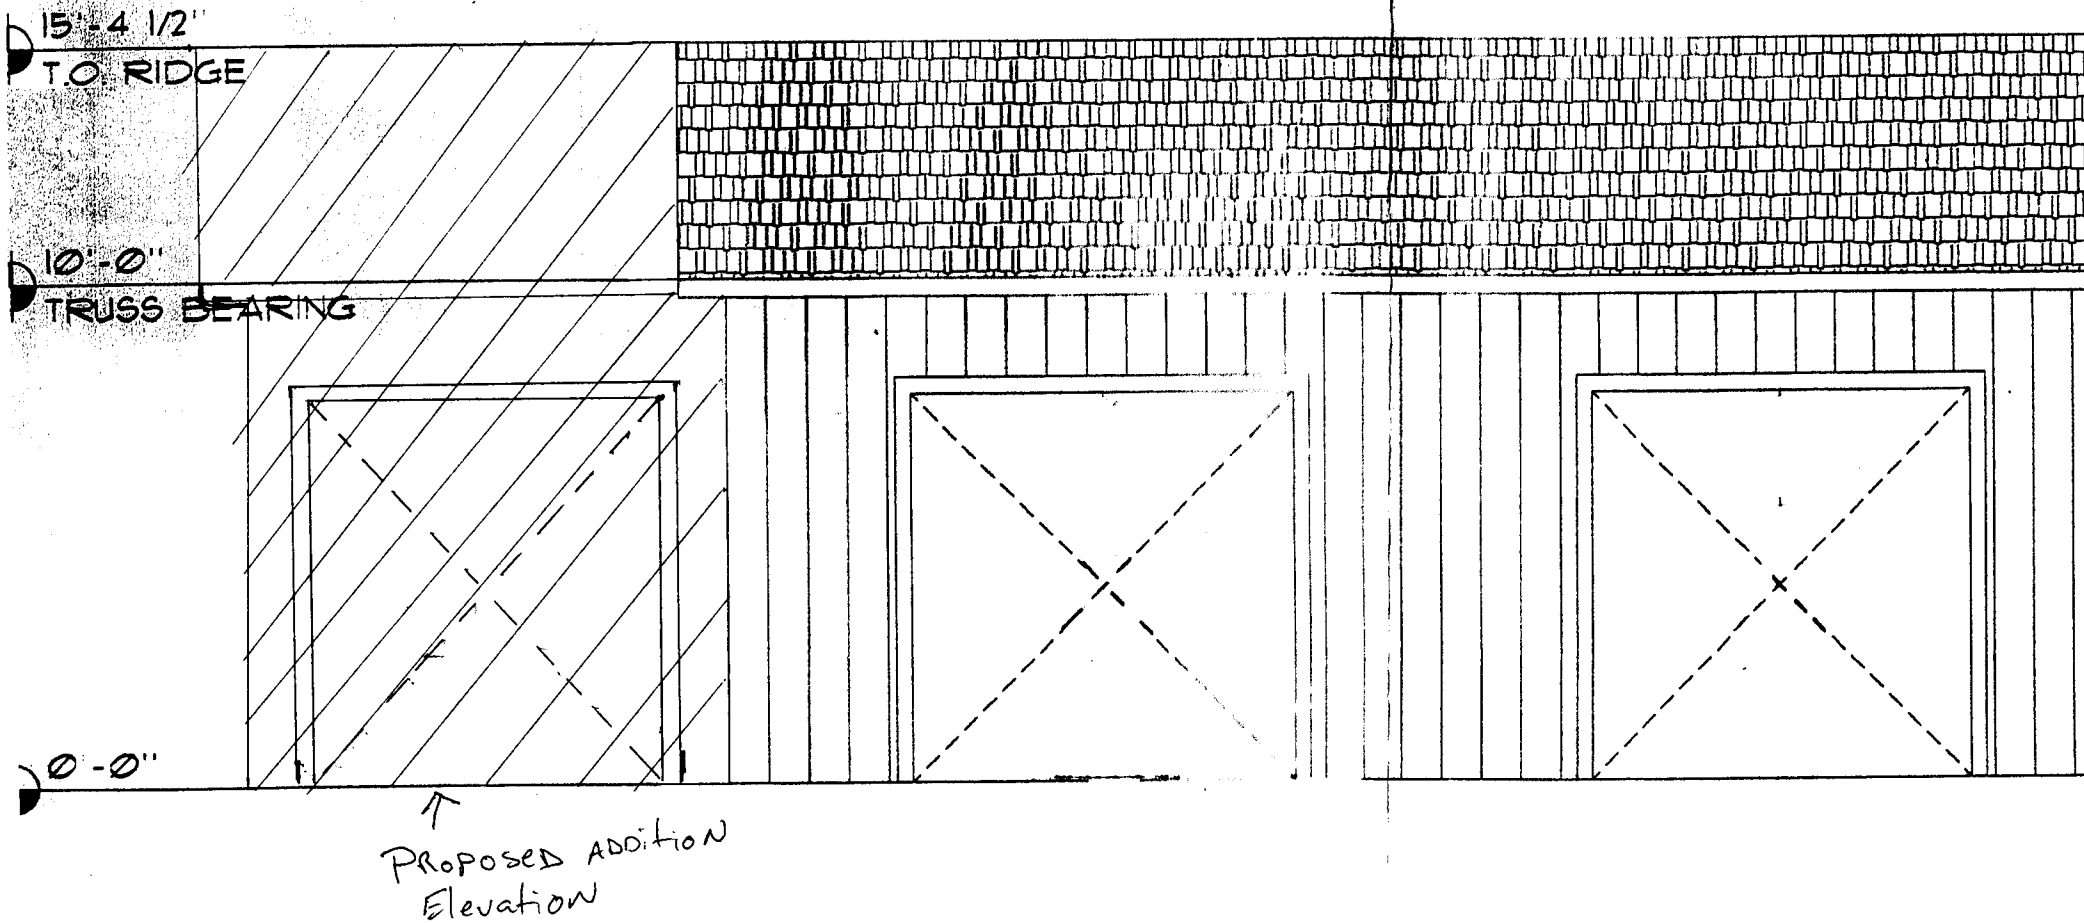 15'-4 1/2"
T.O. RIDGE
10'-0"
TRUSS BEARING
0'-0"
PROPOSED ADDITION
Elevation